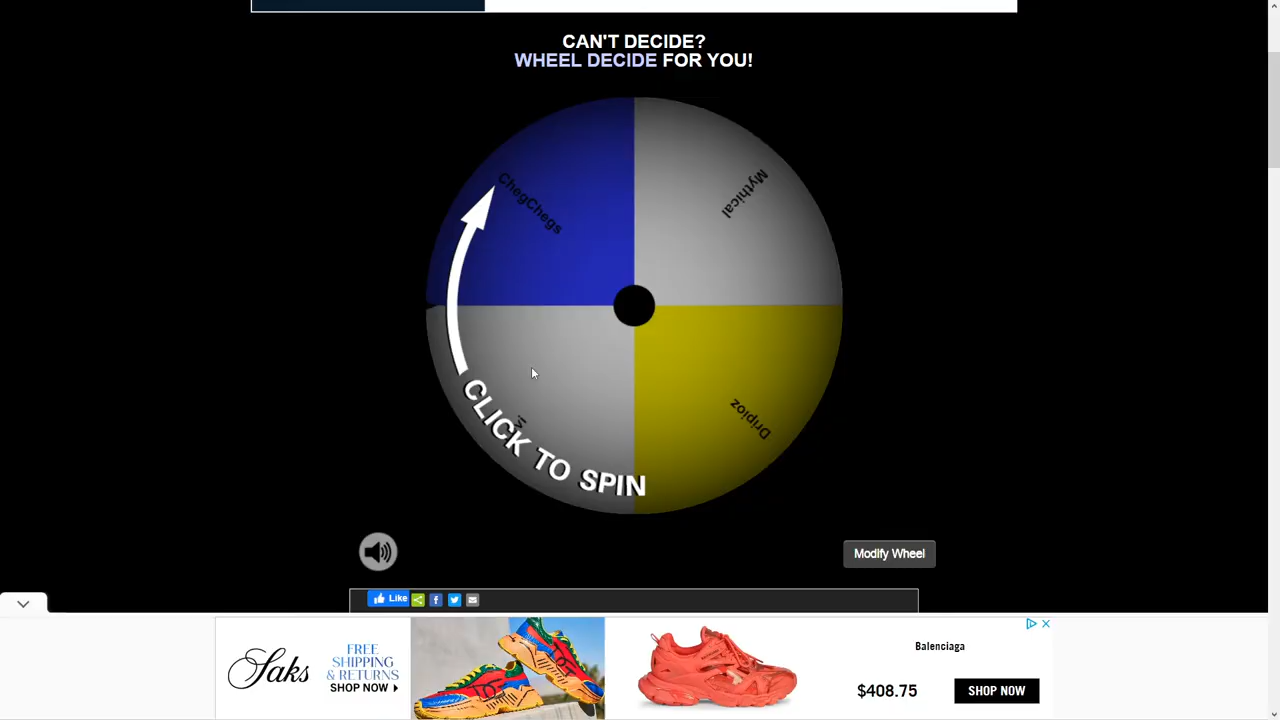 CAN'T DECIDE?
WHEEL DECIDE FOR YOU!
ChegChegs
Mythical
Dripioz
CLICK TO SPIN
Modify Wheel
Like
Saks
FREE
SHIPPING
& RETURNS
SHOP NOW
Balenciaga
$408.75
SHOP NOW